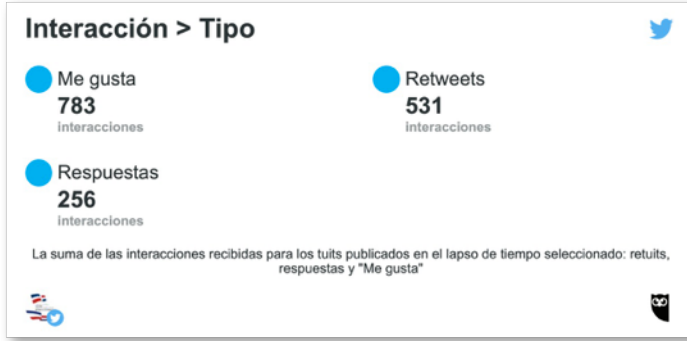 Interacción > Tipo
Me gusta
783
interacciones
Retweets
531
interacciones
Respuestas
256
interacciones
La suma de las interacciones recibidas para los tuits publicados en el lapso de tiempo seleccionado: retuits,
respuestas y "Me gusta"